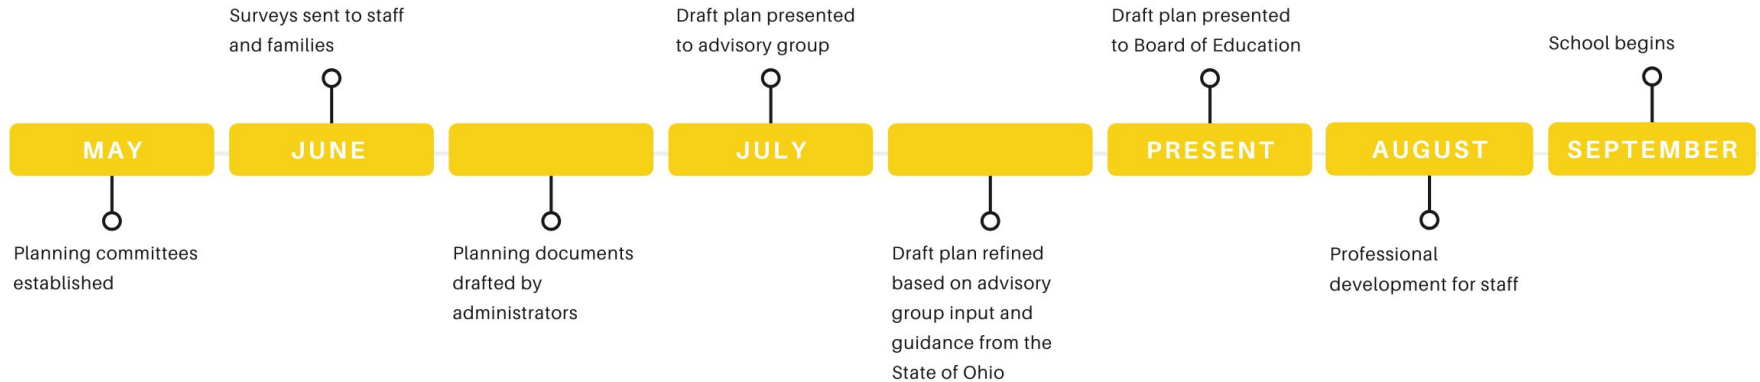 Surveys sent to staff
and families
Draft plan presented
to advisory group
Draft plan presented
to Board of Education
School begins
MAY
JUNE
JULY
PRESENT
AUGUST
SEPTEMBER
Planning committees
established
Planning documents
drafted by
administrators
Draft plan refined
based on advisory
group input and
guidance from the
State of Ohio
Professional
development for staff